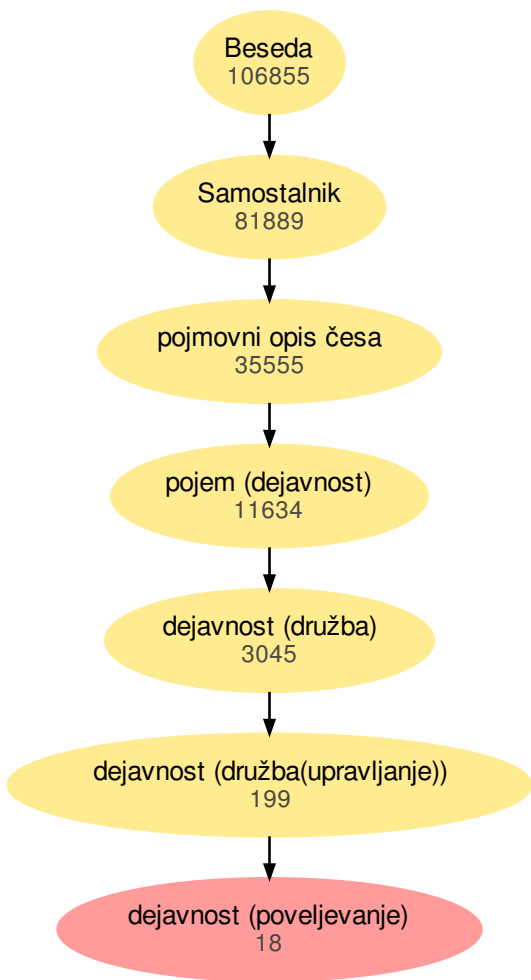 Beseda
106855
Samostalnik
81889
pojmovni opis česa
35555
pojem (dejavnost)
11634
dejavnost (družba)
3045
dejavnost (družba(upravljanje))
199
dejavnost (poveljevanje)
18